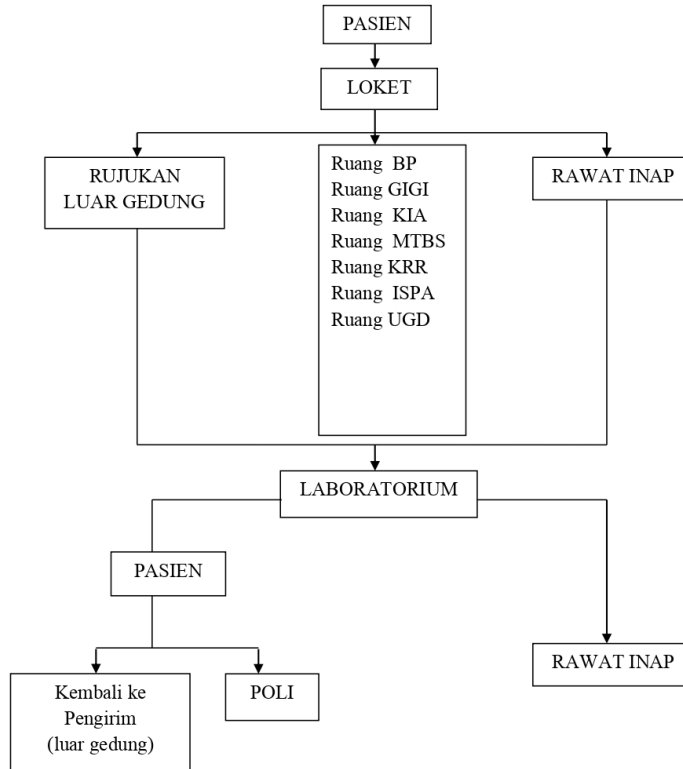 PASIEN
LOKET
RUJUKAN
LUAR GEDUNG
Ruang BP
Ruang GIGI
Ruang KIA
Ruang MTBS
Ruang KRR
Ruang ISPA
Ruang UGD
RAWAT INAP
LABORATORIUM
PASIEN
Kembali ke
Pengirim
(luar gedung)
POLI
RAWAT INAP